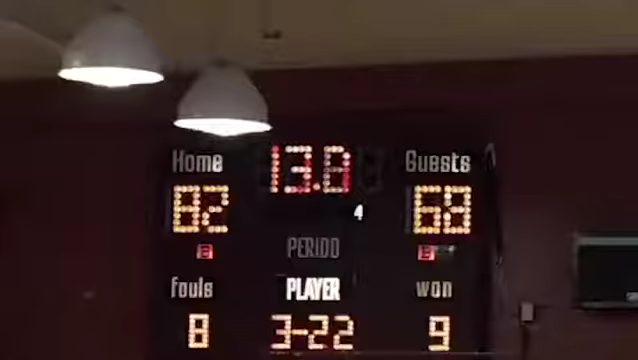 Home 13.0 Guests
82 4 68
PERIOD
fouls PLAYER won
8 3-22 9